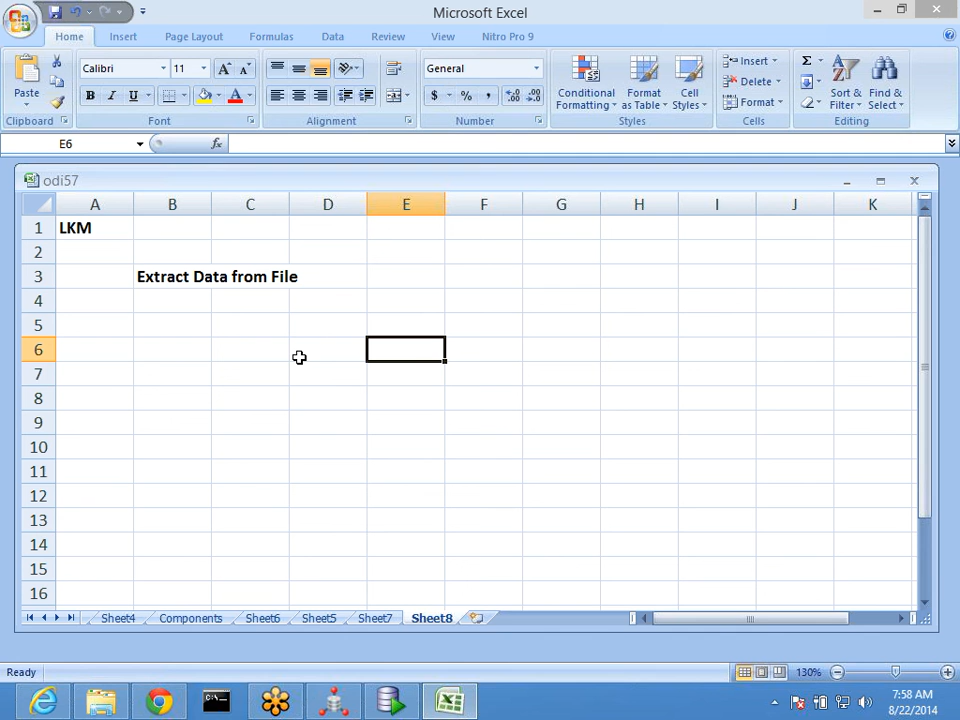 Microsoft Excel
Home Insert Page Layout Formulas Data Review View Nitro Pro 9
Paste
Calibri 11
B I U A
General
$ % ,
Conditional Formatting
Format as Table
Cell Styles
Insert
Delete
Format
Σ
Sort & Filter
Find & Select
Clipboard Font Alignment Number Styles Cells Editing
E6 fx
odi57
A B C D E F G H I J K
1 LKM
2
3 Extract Data from File
4
5
6
7
8
9
10
11
12
13
14
15
16
Sheet4 Components Sheet6 Sheet5 Sheet7 Sheet8
Ready 130%
7:58 AM
8/22/2014